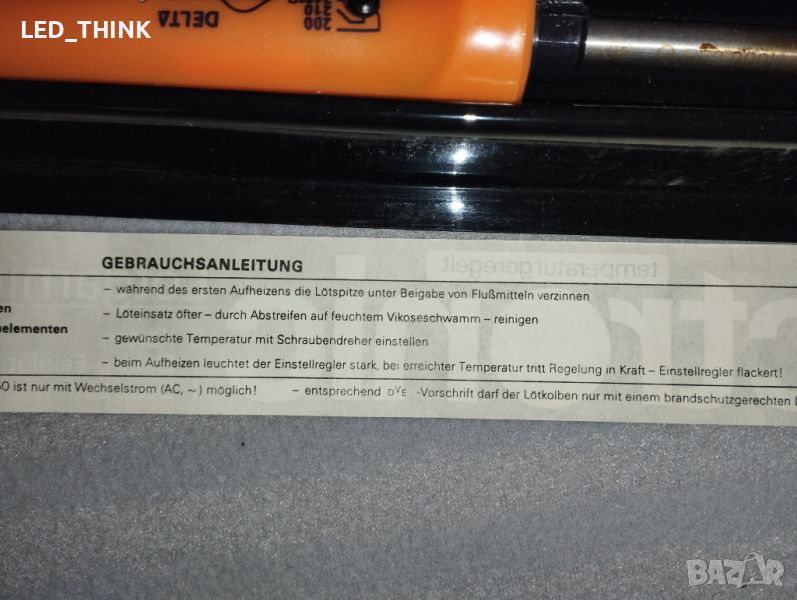 LED_THINK
DELTA
200
210
GEBRAUCHSANLEITUNG
– während des ersten Aufheizens die Lötspitze unter Beigabe von Flußmitteln verzinnen
– Löteinsatz öfter – durch Abstreifen auf feuchtem Vikoseschwamm – reinigen
– gewünschte Temperatur mit Schraubendreher einstellen
– beim Aufheizen leuchtet der Einstellregler stark, bei erreichter Temperatur tritt Regelung in Kraft – Einstellregler flackert!
en
elementen
60 ist nur mit Wechselstrom (AC, ~) möglich! – entsprechend DVE -Vorschrift darf der Lötkolben nur mit einem brandschutzgerechten L
temperaturgeregelt
BAZAR